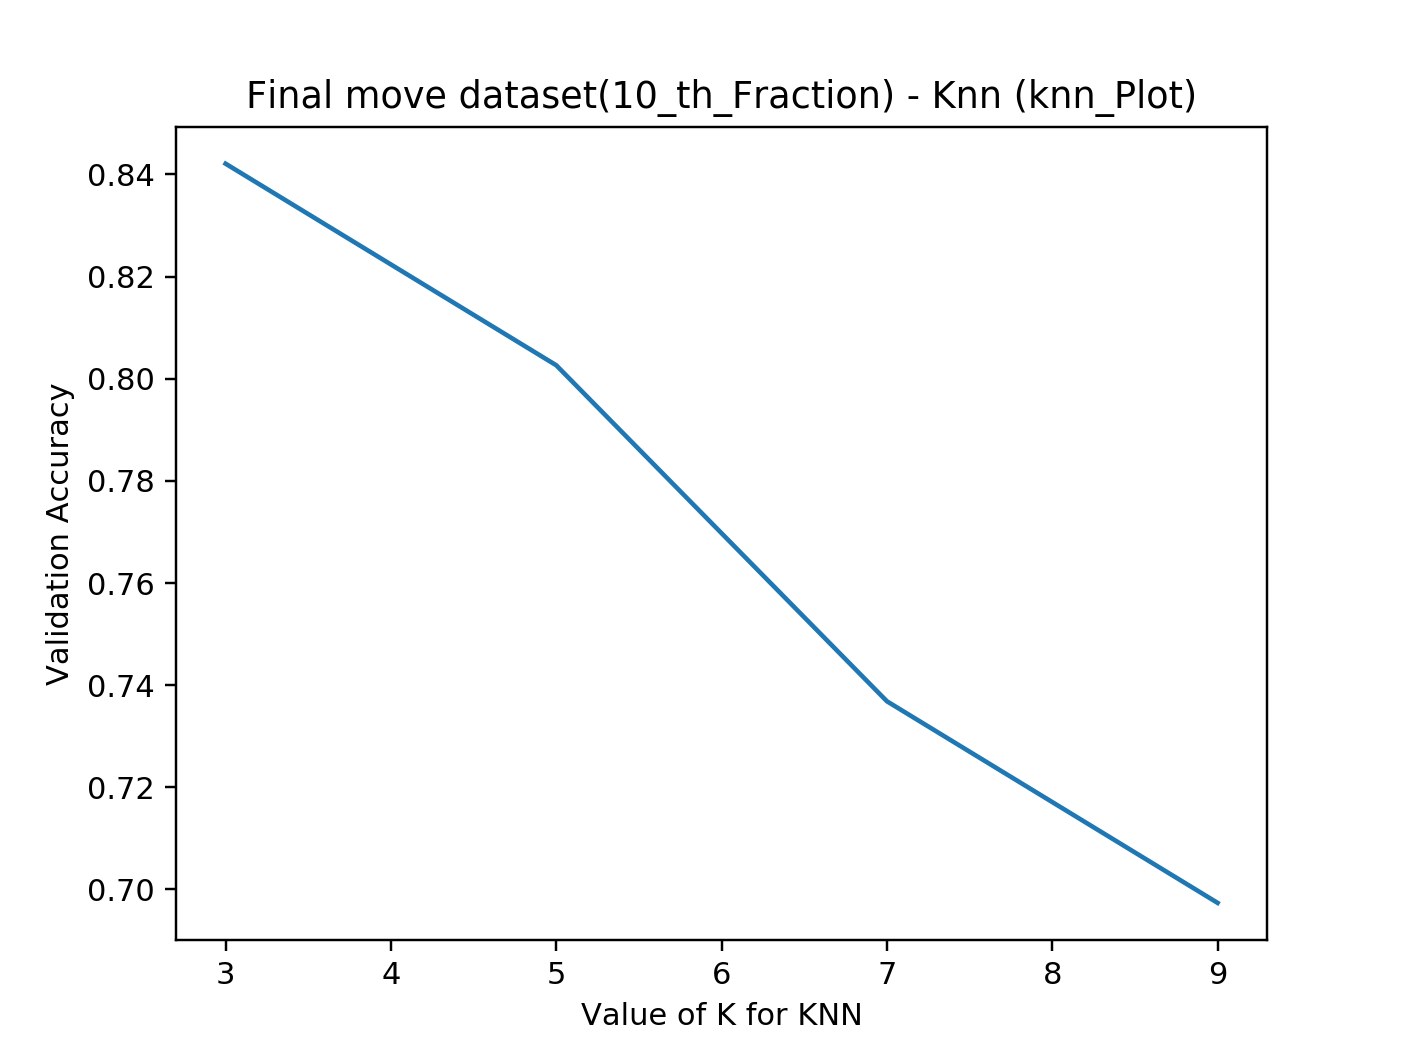 Final move dataset(10_th_Fraction) - Knn (knn_Plot)
0.84
0.82
0.80
0.78
0.76
0.74
0.72
0.70
Validation Accuracy
3 4 5 6 7 8 9
Value of K for KNN